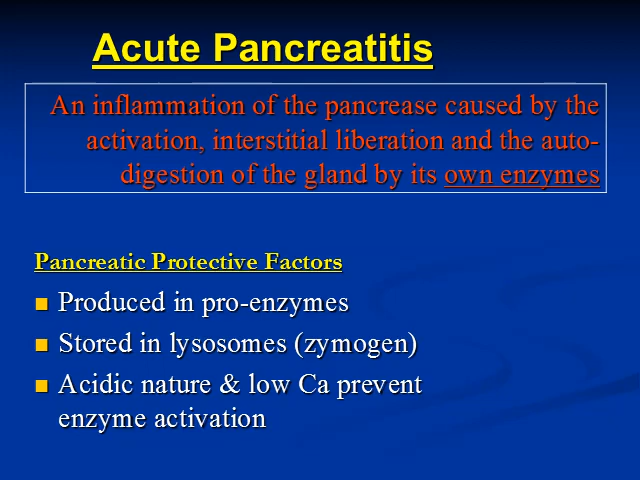 Acute Pancreatitis
An inflammation of the pancrease caused by the
activation, interstitial liberation and the auto-
digestion of the gland by its own enzymes
Pancreatic Protective Factors
Produced in pro-enzymes
Stored in lysosomes (zymogen)
Acidic nature & low Ca prevent
enzyme activation